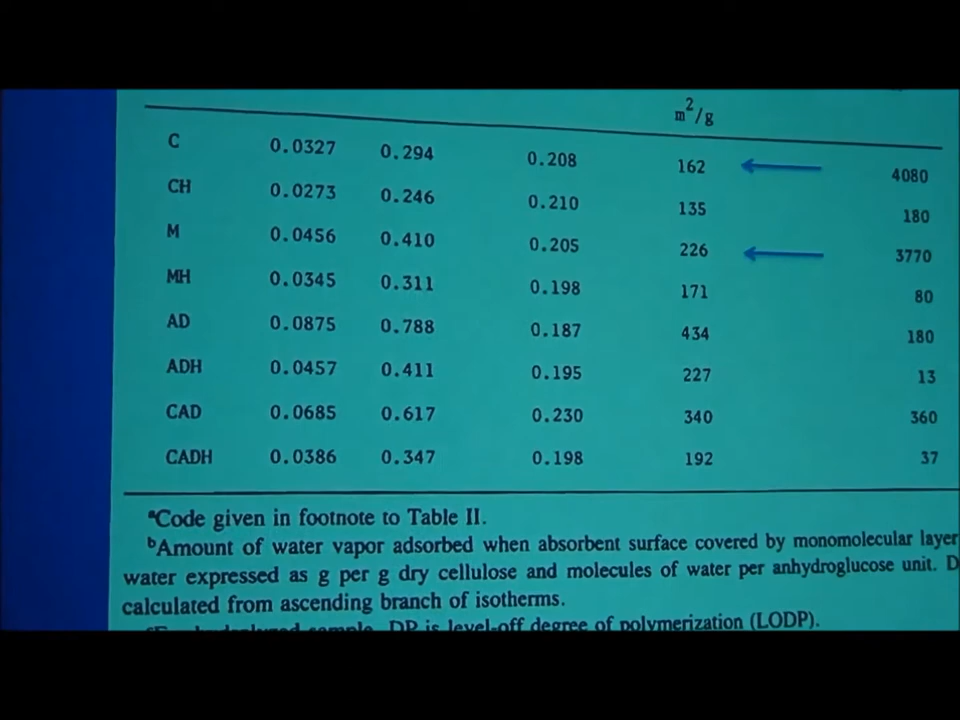 m²/g
C 0.0327 0.294 0.208 162 4080
CH 0.0273 0.246 0.210 135 180
M 0.0456 0.410 0.205 226 3770
MH 0.0345 0.311 0.198 171 80
AD 0.0875 0.788 0.187 434 180
ADH 0.0457 0.411 0.195 227 13
CAD 0.0685 0.617 0.230 340 360
CADH 0.0386 0.347 0.198 192 37
ᵃCode given in footnote to Table II.
ᵇAmount of water vapor adsorbed when absorbent surface covered by monomolecular layer
water expressed as g per g dry cellulose and molecules of water per anhydroglucose unit. D
calculated from ascending branch of isotherms.
hydrolyzed sample, DP is level-off degree of polymerization (LODP).